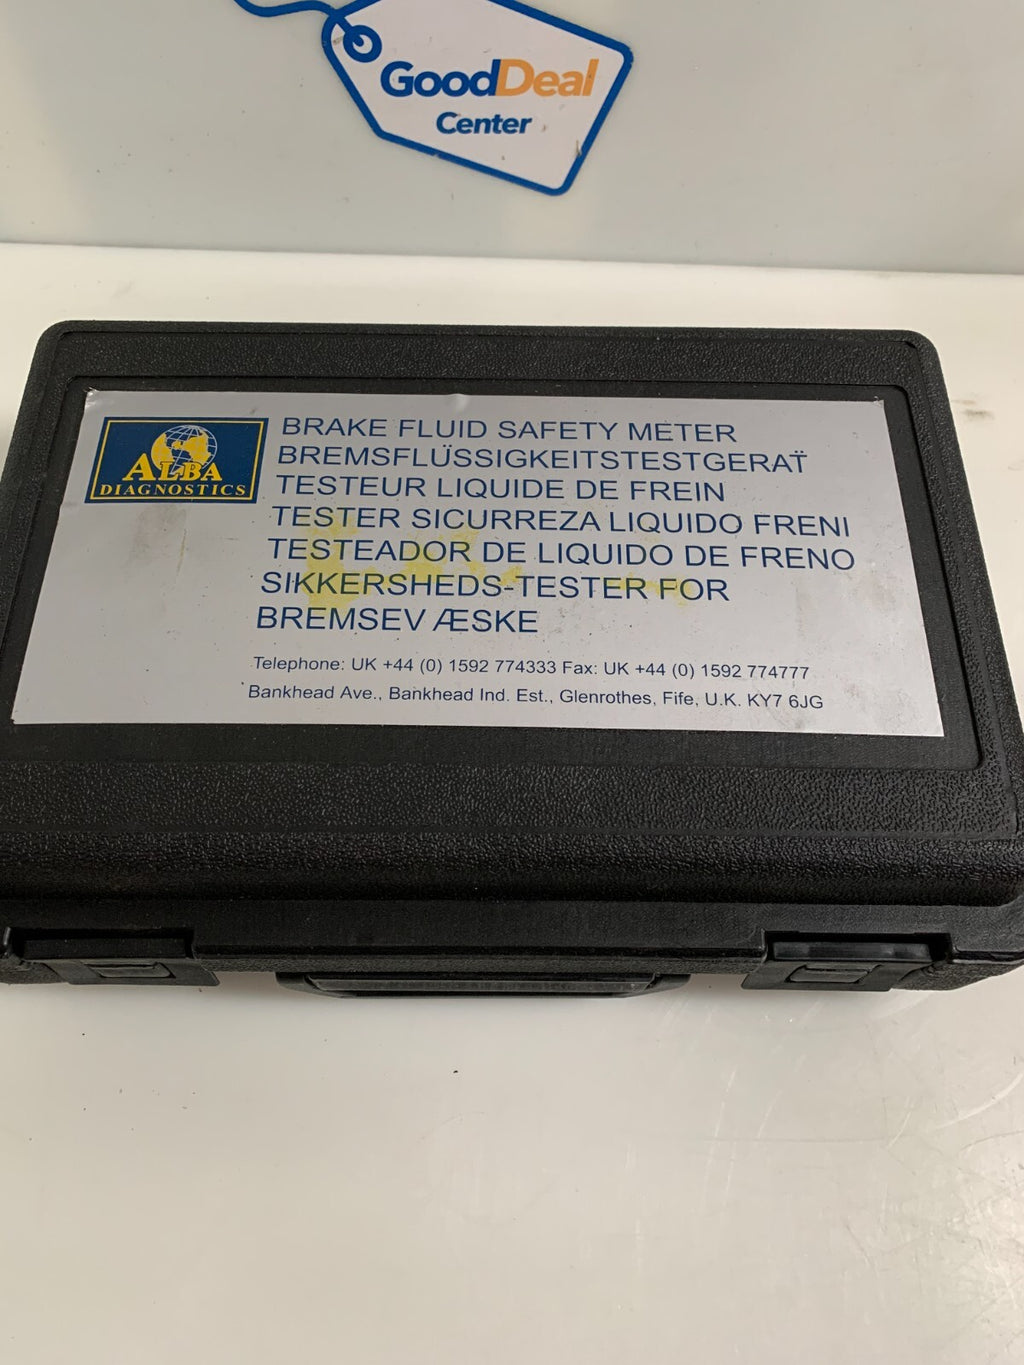 GoodDeal
Center
ALBA
DIAGNOSTICS
BRAKE FLUID SAFETY METER
BREMSFLÜSSIGKEITSTESTGERAT̈
TESTEUR LIQUIDE DE FREIN
TESTER SICURREZA LIQUIDO FRENI
TESTEADOR DE LIQUIDO DE FRENO
SIKKERSHEDS-TESTER FOR
BREMSEV ÆSKE
Telephone: UK +44 (0) 1592 774333 Fax: UK +44 (0) 1592 774777
Bankhead Ave., Bankhead Ind. Est., Glenrothes, Fife, U.K. KY7 6JG